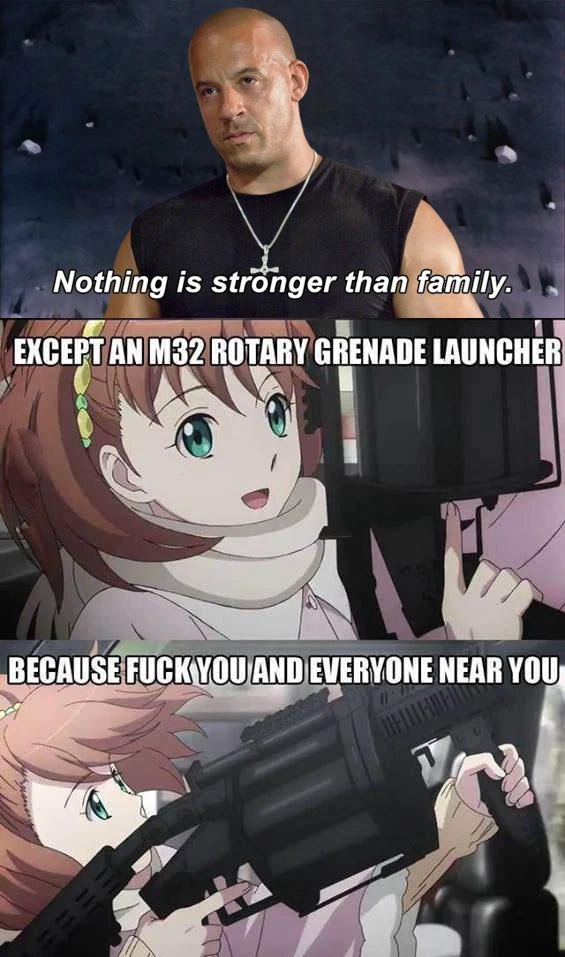 Nothing is stronger than family.
EXCEPT AN M32 ROTARY GRENADE LAUNCHER
BECAUSE FUCK YOU AND EVERYONE NEAR YOU